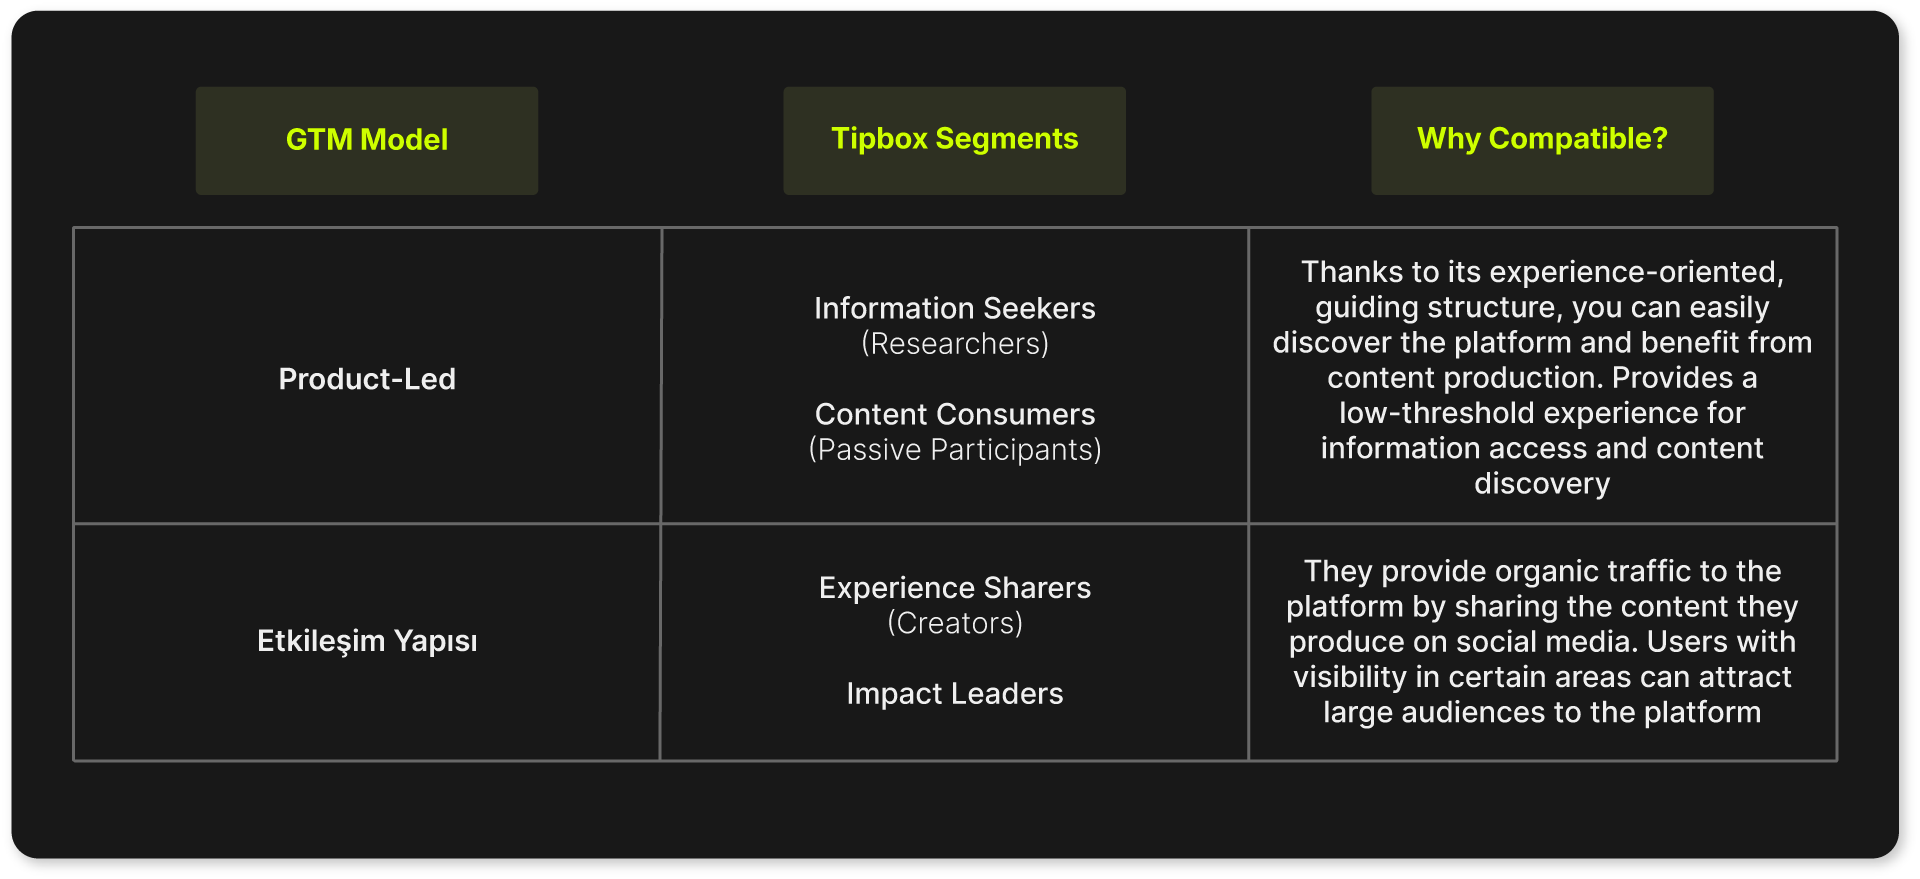 GTM Model
Tipbox Segments
Why Compatible?
Product-Led
Information Seekers
(Researchers)
Content Consumers
(Passive Participants)
Thanks to its experience-oriented,
guiding structure, you can easily
discover the platform and benefit from
content production. Provides a
low-threshold experience for
information access and content
discovery
Etkileşim Yapısı
Experience Sharers
(Creators)
Impact Leaders
They provide organic traffic to the
platform by sharing the content they
produce on social media. Users with
visibility in certain areas can attract
large audiences to the platform